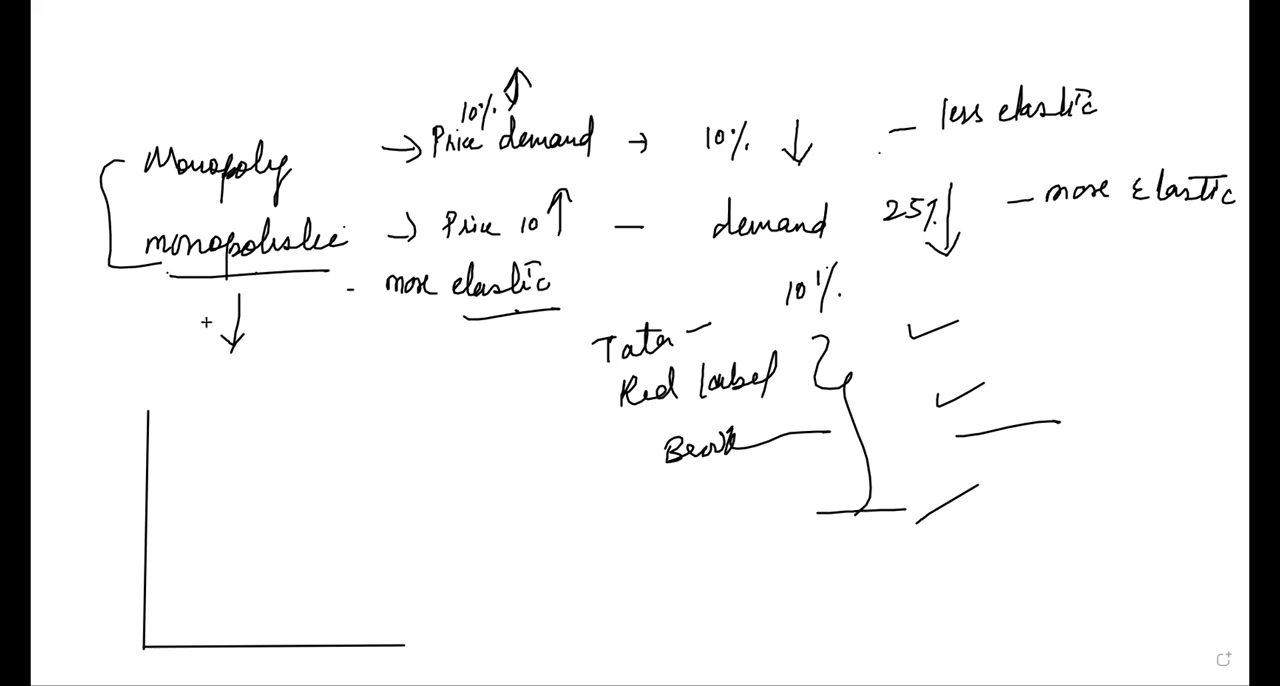 10% ↑
Monopoly → Price demand → 10% ↓ – less elastic
→ Price 10 ↑ – demand 25% ↓ – more Elastic
- more elastic
10%
Tata –
Red label